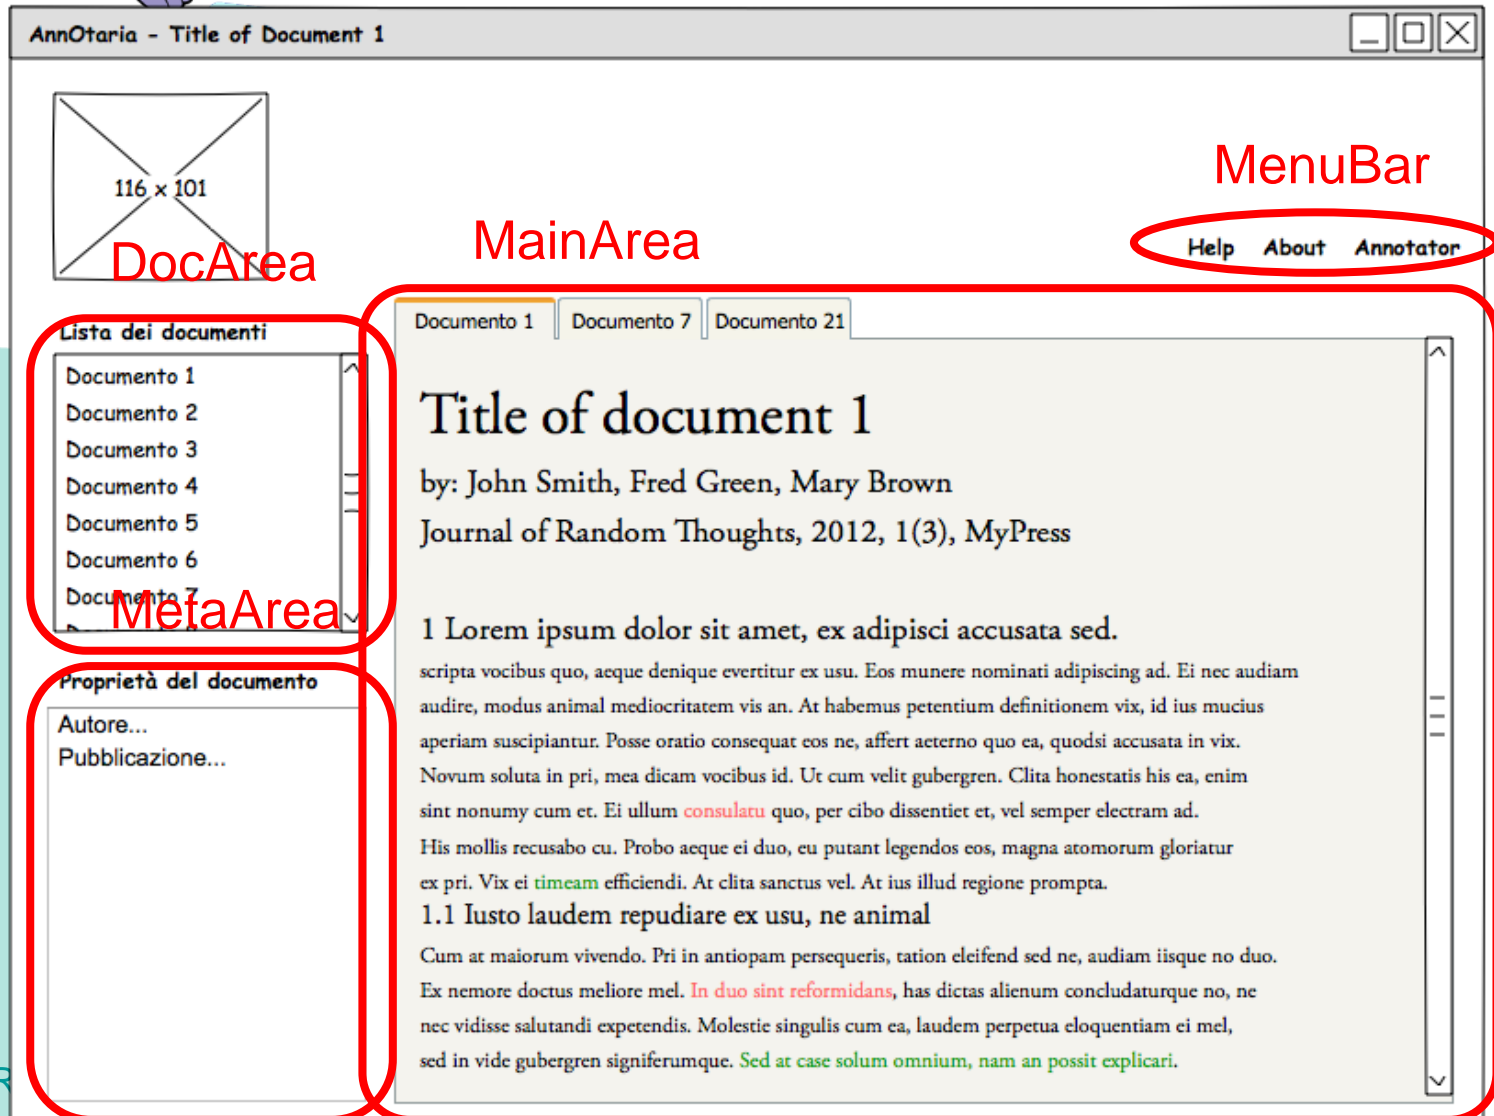 AnnOtaria - Title of Document 1
116 x 101
MenuBar
DocArea
MainArea
Help About Annotator
Lista dei documenti
Documento 1
Documento 2
Documento 3
Documento 4
Documento 5
Documento 6
Documento 7
MetaArea
Proprietà del documento
Autore...
Pubblicazione...
Documento 1 Documento 7 Documento 21
Title of document 1
by: John Smith, Fred Green, Mary Brown
Journal of Random Thoughts, 2012, 1(3), MyPress
1 Lorem ipsum dolor sit amet, ex adipisci accusata sed.
scripta vocibus quo, aeque denique evertitur ex usu. Eos munere nominati adipiscing ad. Ei nec audiam
audire, modus animal mediocritatem vis an. At habemus petentium definitionem vix, id ius mucius
aperiam suscipiantur. Posse oratio consequat eos ne, affert aeterno quo ea, quodsi accusata in vix.
Novum soluta in pri, mea dicam vocibus id. Ut cum velit gubergren. Clita honestatis his ea, enim
sint nonumy cum et. Ei ullum consulatu quo, per cibo dissentiet et, vel semper electram ad.
His mollis recusabo cu. Probo aeque ei duo, eu putant legendos eos, magna atomorum gloriatur
ex pri. Vix ei timeam efficiendi. At clita sanctus vel. At ius illud regione prompta.
1.1 Iusto laudem repudiare ex usu, ne animal
Cum at maiorum vivendo. Pri in antiopam persequeris, tation eleifend sed ne, audiam iisque no duo.
Ex nemore doctus meliore mel. In duo sint reformidans, has dictas alienum concludaturque no, ne
nec vidisse salutandi expetendis. Molestie singulis cum ea, laudem perpetua eloquentiam ei mel,
sed in vide gubergren signiferumque. Sed at case solum omnium, nam an possit explicari.